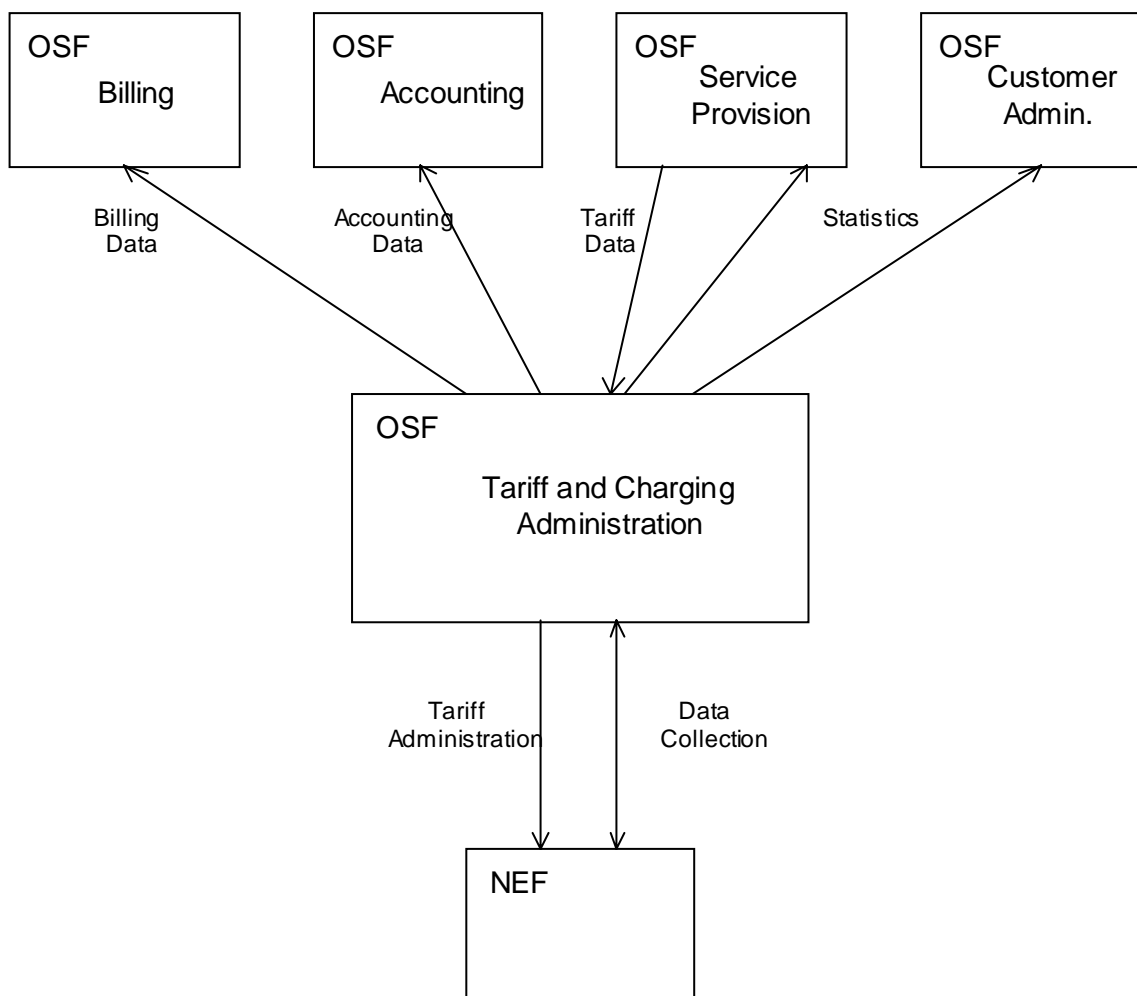 OSF
Billing
OSF
Accounting
OSF
Service
Provision
OSF
Customer
Admin.
Billing
Data
Accounting
Data
Tariff
Data
Statistics
OSF
Tariff and Charging
Administration
Tariff
Administration
Data
Collection
NEF